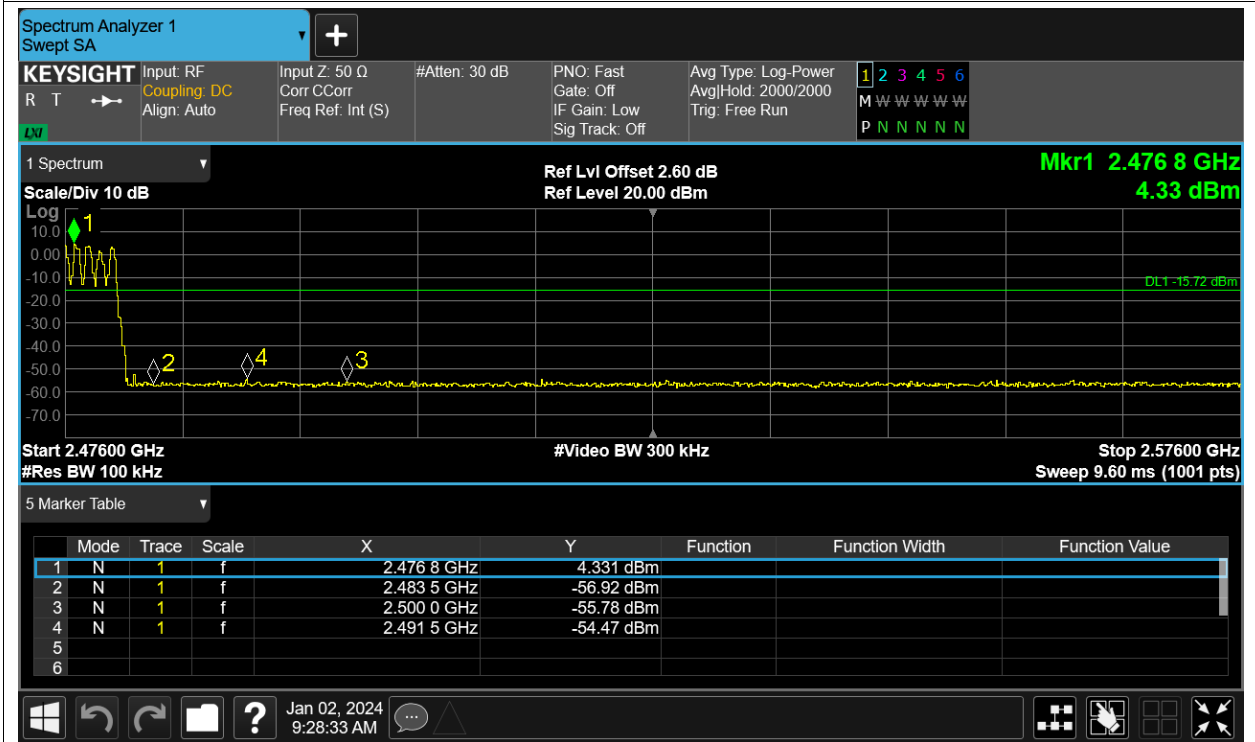 Spectrum Analyzer 1
Swept SA
+
KEYSIGHT Input: RF Input Z: 50 Ω #Atten: 30 dB PNO: Fast Avg Type: Log-Power 1 2 3 4 5 6
R T Coupling: DC Corr CCorr Gate: Off Avg|Hold: 2000/2000 M W W W W W
Align: Auto Freq Ref: Int (S) IF Gain: Low Trig: Free Run
LXI Sig Track: Off P N N N N N
1 Spectrum Ref Lvl Offset 2.60 dB Mkr1 2.476 8 GHz
Scale/Div 10 dB Ref Level 20.00 dBm 4.33 dBm
Log
1
10.0
0.00
-10.0
DL1 -15.72 dBm
-20.0
-30.0
-40.0
2 4 3
-50.0
-60.0
-70.0
Start 2.47600 GHz #Video BW 300 kHz Stop 2.57600 GHz
#Res BW 100 kHz Sweep 9.60 ms (1001 pts)
5 Marker Table
Mode Trace Scale X Y Function Function Width Function Value
1 N 1 f 2.476 8 GHz 4.331 dBm
2 N 1 f 2.483 5 GHz -56.92 dBm
3 N 1 f 2.500 0 GHz -55.78 dBm
4 N 1 f 2.491 5 GHz -54.47 dBm
5
6
? Jan 02, 2024
9:28:33 AM